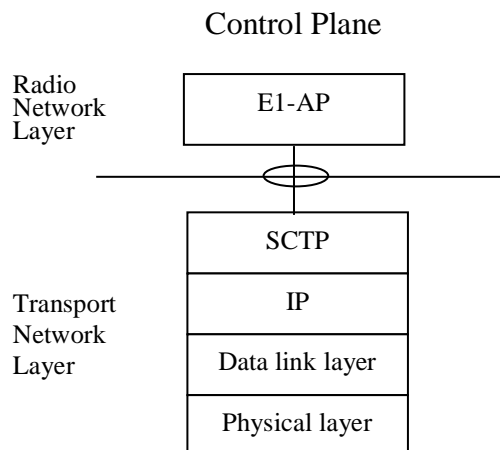 Control Plane
Radio
Network
Layer
E1-AP
SCTP
IP
Transport
Network
Layer
Data link layer
Physical layer